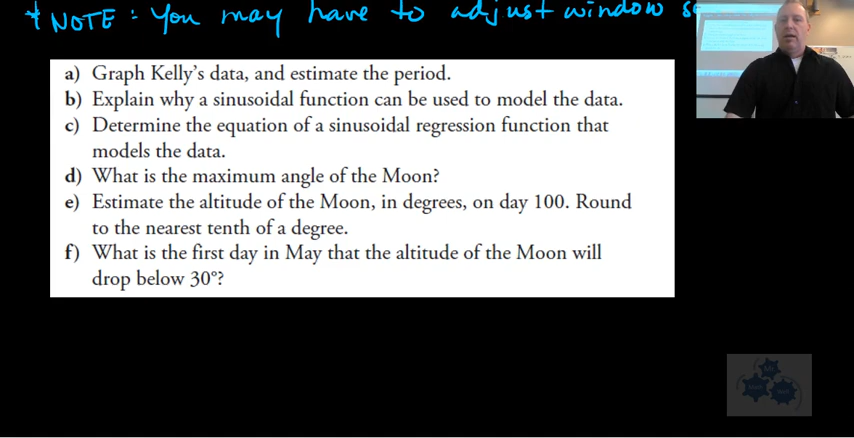 * NOTE : You may have to adjust window
a) Graph Kelly's data, and estimate the period.
b) Explain why a sinusoidal function can be used to model the data.
c) Determine the equation of a sinusoidal regression function that
models the data.
d) What is the maximum angle of the Moon?
e) Estimate the altitude of the Moon, in degrees, on day 100. Round
to the nearest tenth of a degree.
f) What is the first day in May that the altitude of the Moon will
drop below 30°?